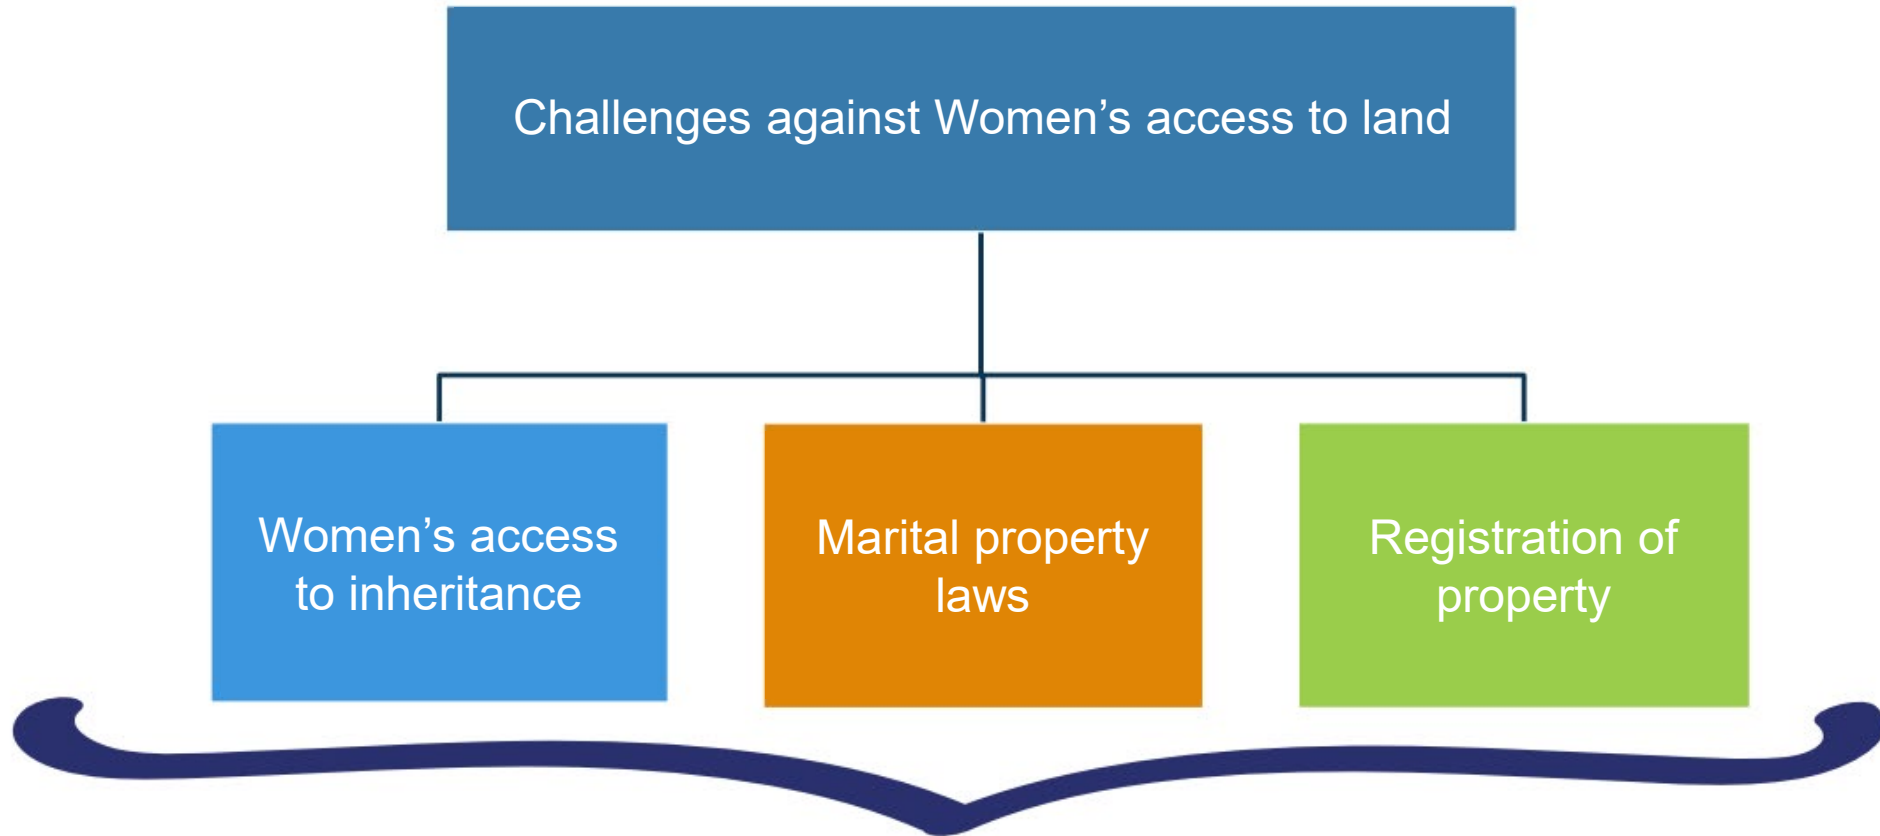 Challenges against Women’s access to land
Women’s access
to inheritance
Marital property
laws
Registration of
property